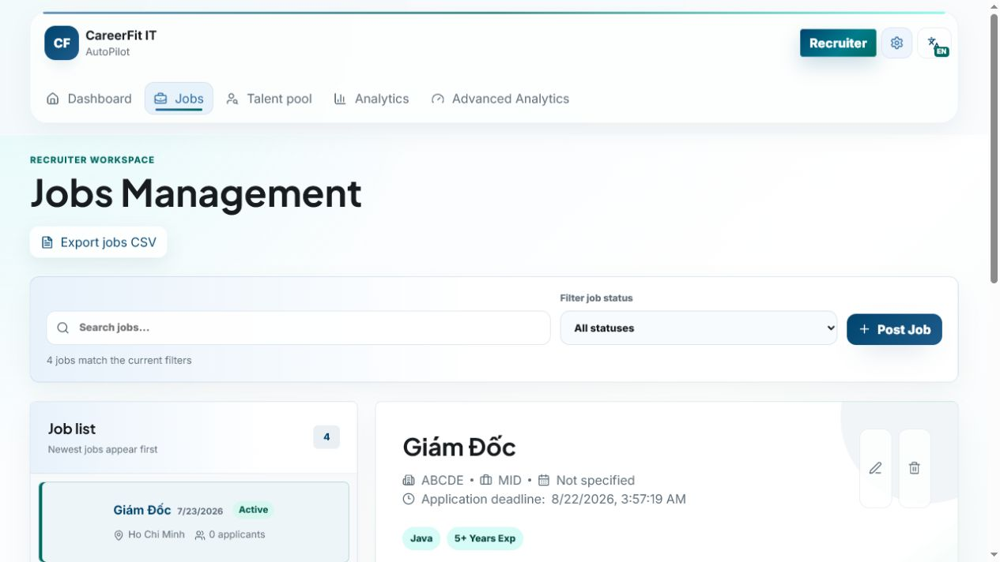 CF
CareerFit IT
AutoPilot
Recruiter
EN
Dashboard
Jobs
Talent pool
Analytics
Advanced Analytics
RECRUITER WORKSPACE
Jobs Management
Export jobs CSV
Filter job status
Search jobs...
All statuses
+ Post Job
4 jobs match the current filters
Job list
4
Newest jobs appear first
Giám Đốc 7/23/2026 Active
Ho Chi Minh 0 applicants
Giám Đốc
ABCDE • MID • Not specified
Application deadline: 8/22/2026, 3:57:19 AM
Java
5+ Years Exp